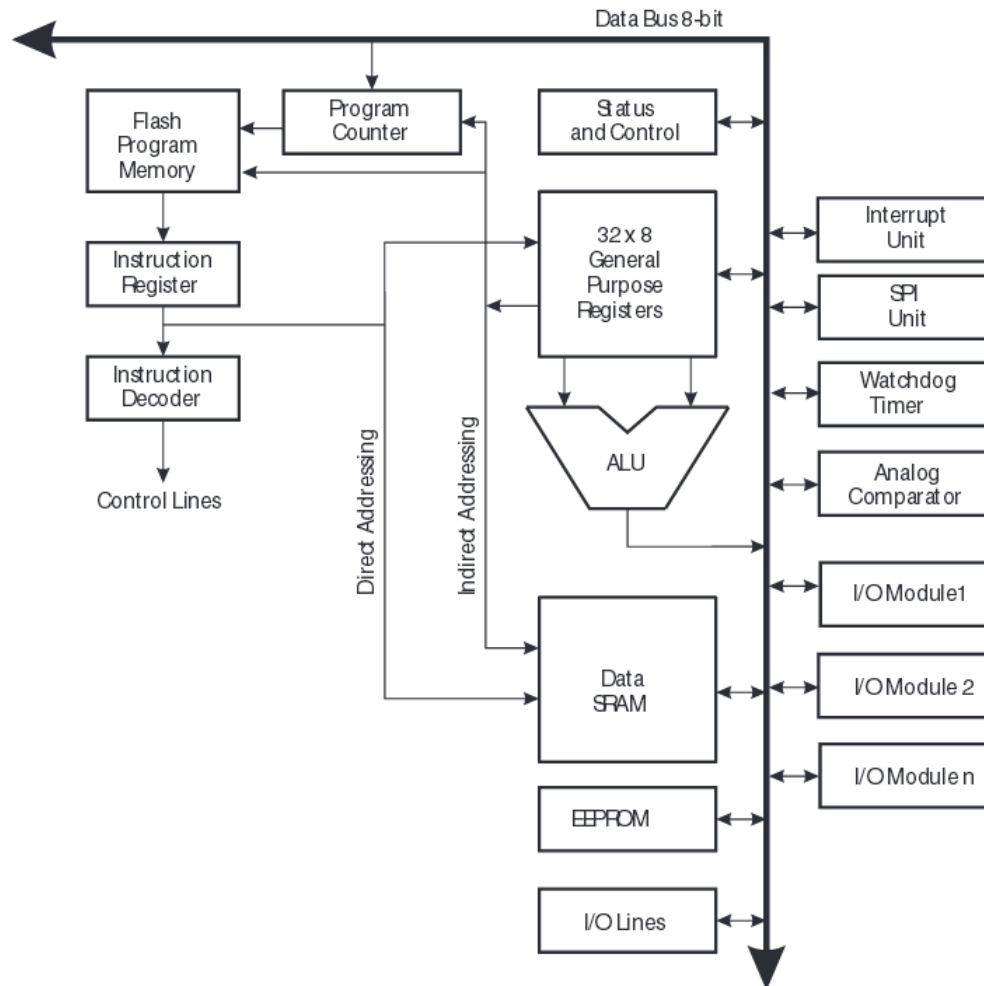 Data Bus 8-bit
Flash
Program
Memory
Program
Counter
Status
and Control
Interrupt
Unit
32 x 8
General
Purpose
Registers
Instruction
Register
SPI
Unit
Instruction
Decoder
Watchdog
Timer
ALU
Analog
Comparator
Control Lines
Direct Addressing
Indirect Addressing
I/O Module1
Data
SRAM
I/O Module 2
I/O Module n
EEPROM
I/O Lines